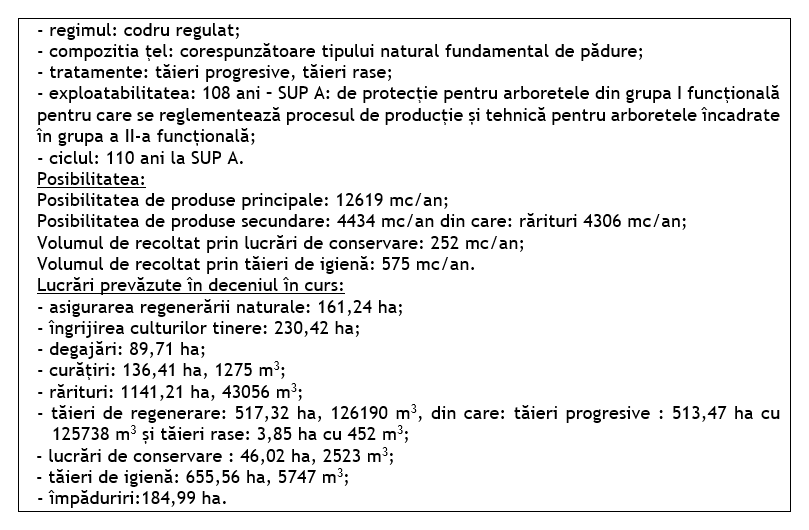 - regimul: codru regulat;
- compozitia țel: corespunzătoare tipului natural fundamental de pădure;
- tratamente: tăieri progresive, tăieri rase;
- exploatabilitatea: 108 ani – SUP A: de protecție pentru arboretele din grupa I funcțională
pentru care se reglementează procesul de producție și tehnică pentru arboretele încadrate
în grupa a II-a funcțională;
- ciclul: 110 ani la SUP A.
Posibilitatea:
Posibilitatea de produse principale: 12619 mc/an;
Posibilitatea de produse secundare: 4434 mc/an din care: rărituri 4306 mc/an;
Volumul de recoltat prin lucrări de conservare: 252 mc/an;
Volumul de recoltat prin tăieri de igienă: 575 mc/an.
Lucrări prevăzute în deceniul în curs:
- asigurarea regenerării naturale: 161,24 ha;
- îngrijirea culturilor tinere: 230,42 ha;
- degajări: 89,71 ha;
- curățiri: 136,41 ha, 1275 m³;
- rărituri: 1141,21 ha, 43056 m³;
- tăieri de regenerare: 517,32 ha, 126190 m³, din care: tăieri progresive : 513,47 ha cu
125738 m³ și tăieri rase: 3,85 ha cu 452 m³;
- lucrări de conservare : 46,02 ha, 2523 m³;
- tăieri de igienă: 655,56 ha, 5747 m³;
- împăduriri:184,99 ha.